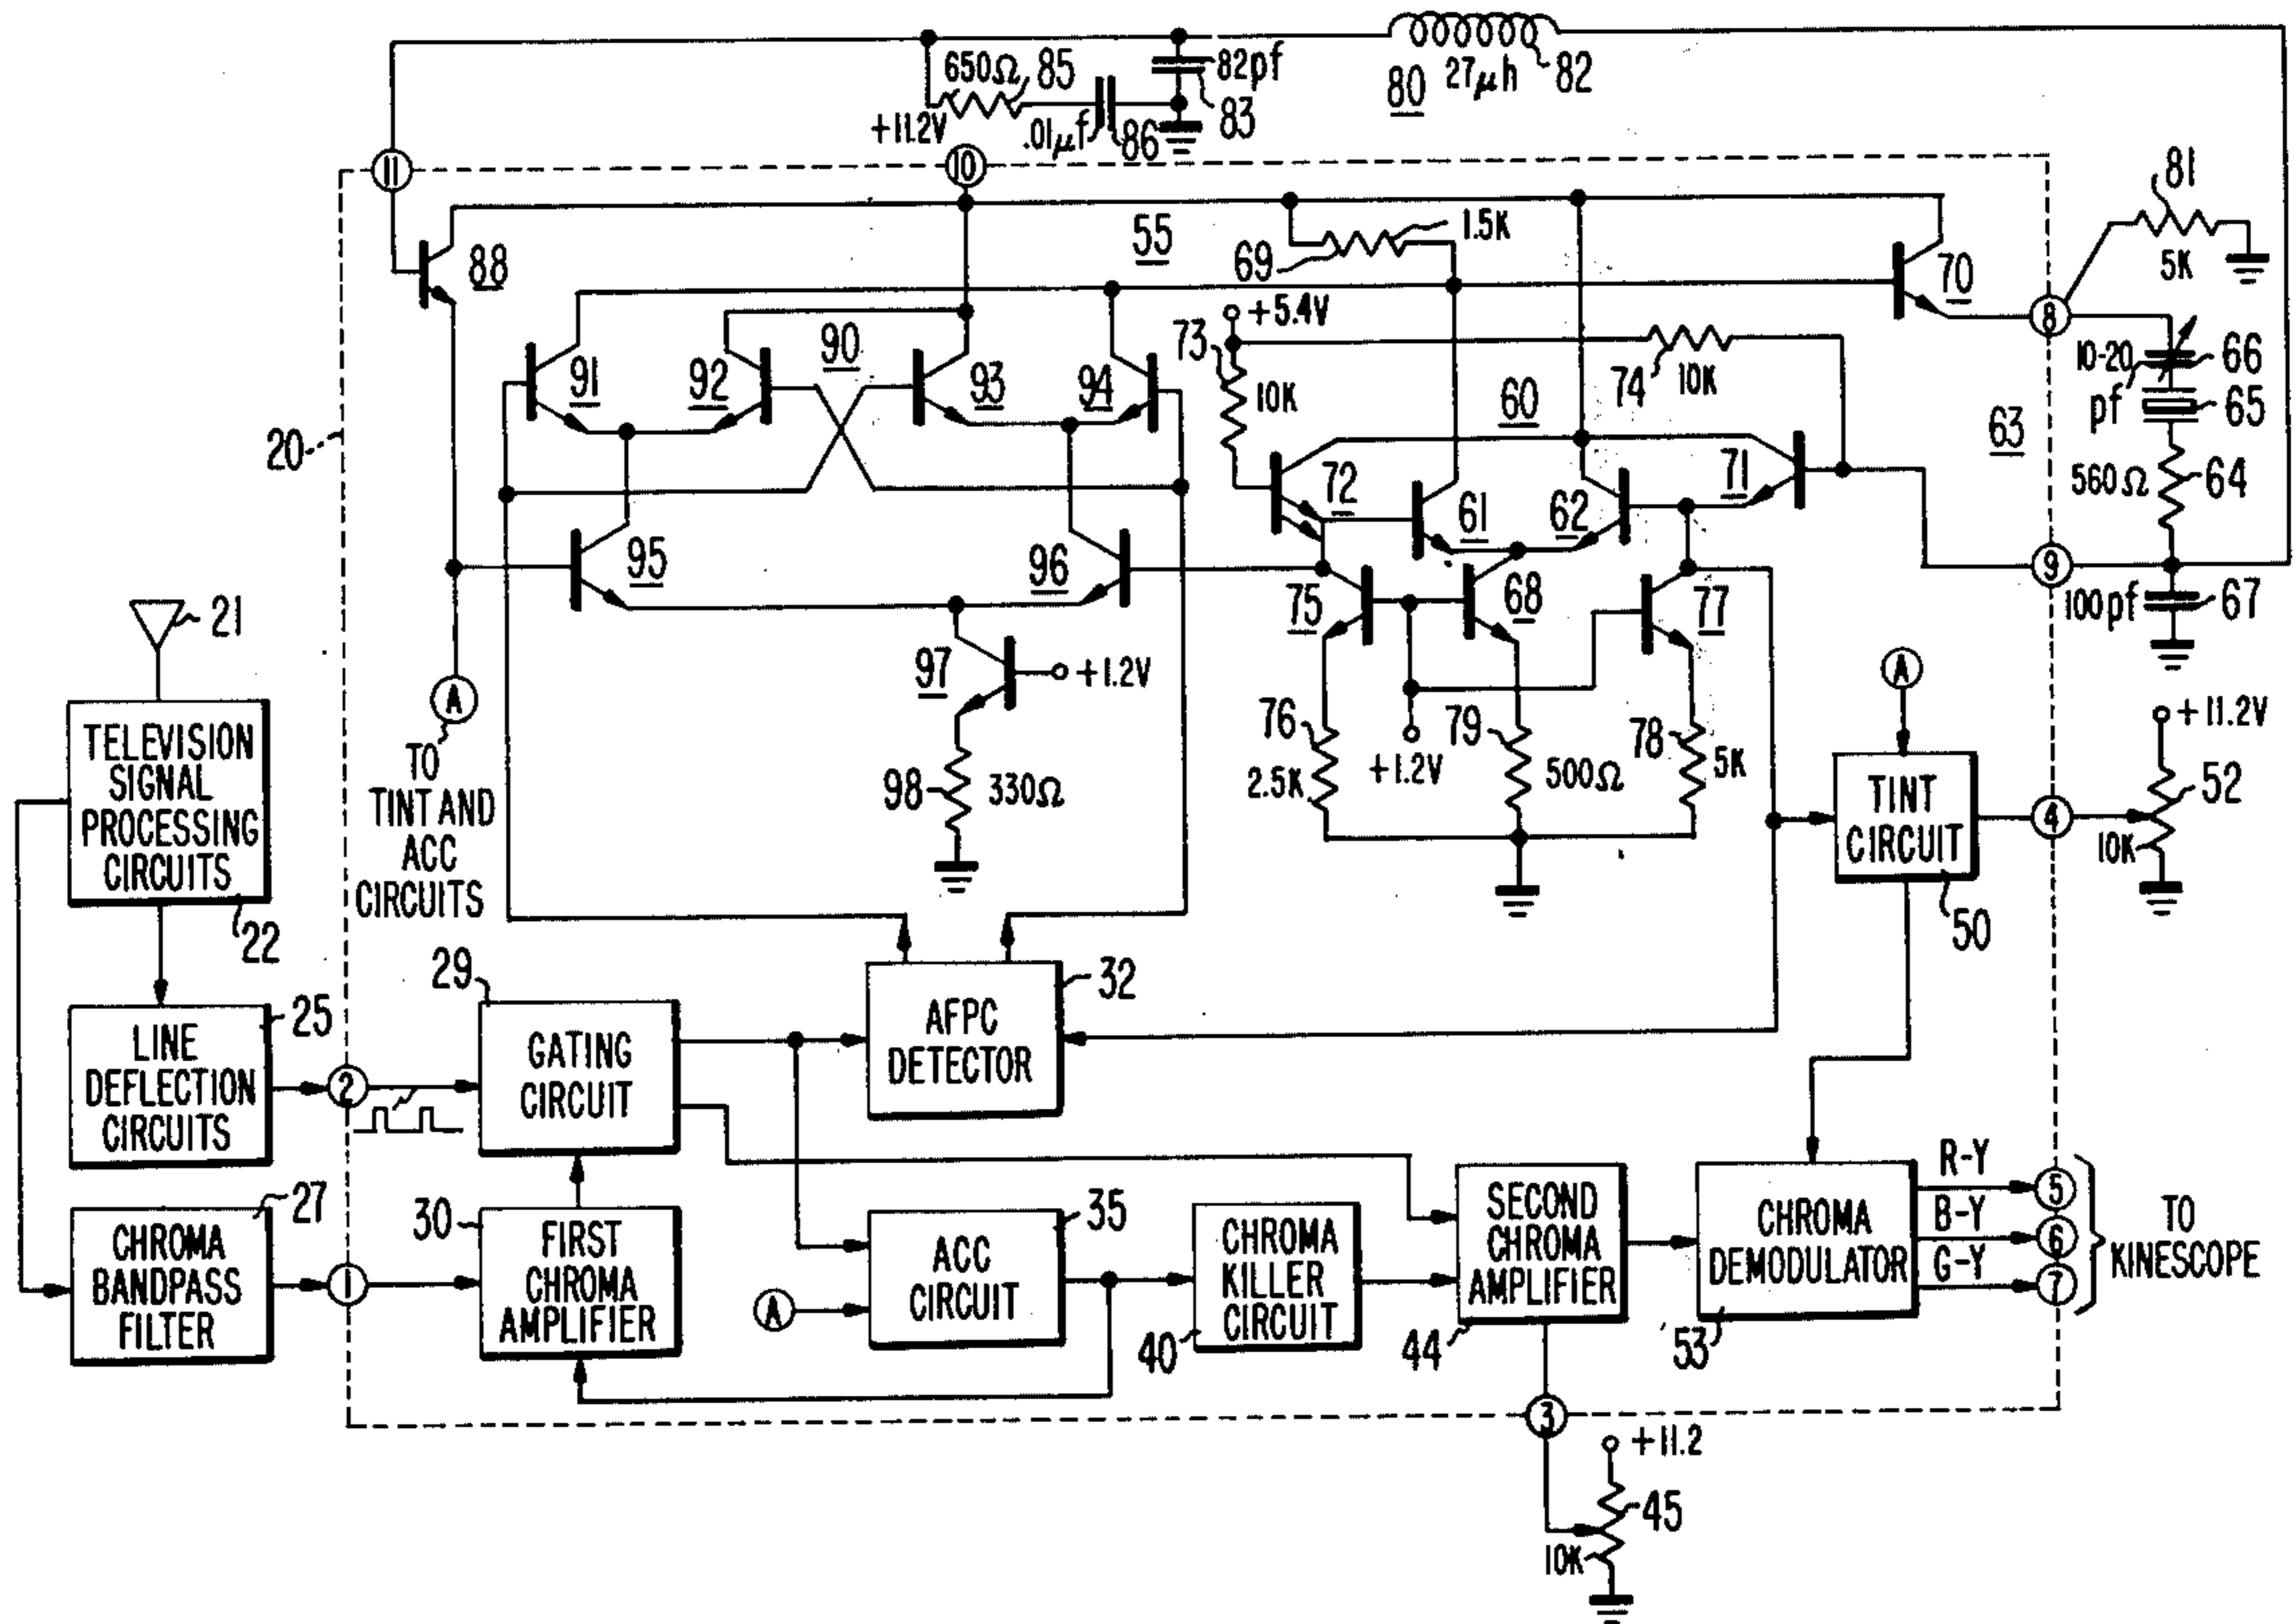 650Ω 85
82pf
83
80
27μh
82
+11.2V
.01μf
86
11
10
81
5K
88
55
69
1.5K
70
8
+5.4V
73
10K
74
10K
10-20
pf
66
65
63
64
560Ω
91
92
90
93
94
60
20
72
61
62
71
9
100pf
67
95
96
75
68
77
21
97
+1.2V
A
TO
TINT AND
ACC
CIRCUITS
98
330Ω
76
2.5K
+1.2V
79
500Ω
78
5K
A
+11.2V
52
10K
TINT
CIRCUIT
4
50
TELEVISION
SIGNAL
PROCESSING
CIRCUITS
22
LINE
DEFLECTION
CIRCUITS
25
2
29
GATING
CIRCUIT
AFPC
DETECTOR
32
CHROMA
BANDPASS
FILTER
27
1
30
FIRST
CHROMA
AMPLIFIER
A
ACC
CIRCUIT
35
CHROMA
KILLER
CIRCUIT
40
SECOND
CHROMA
AMPLIFIER
44
CHROMA
DEMODULATOR
53
R-Y
5
B-Y
6
G-Y
7
TO
KINESCOPE
3
+11.2
45
10K